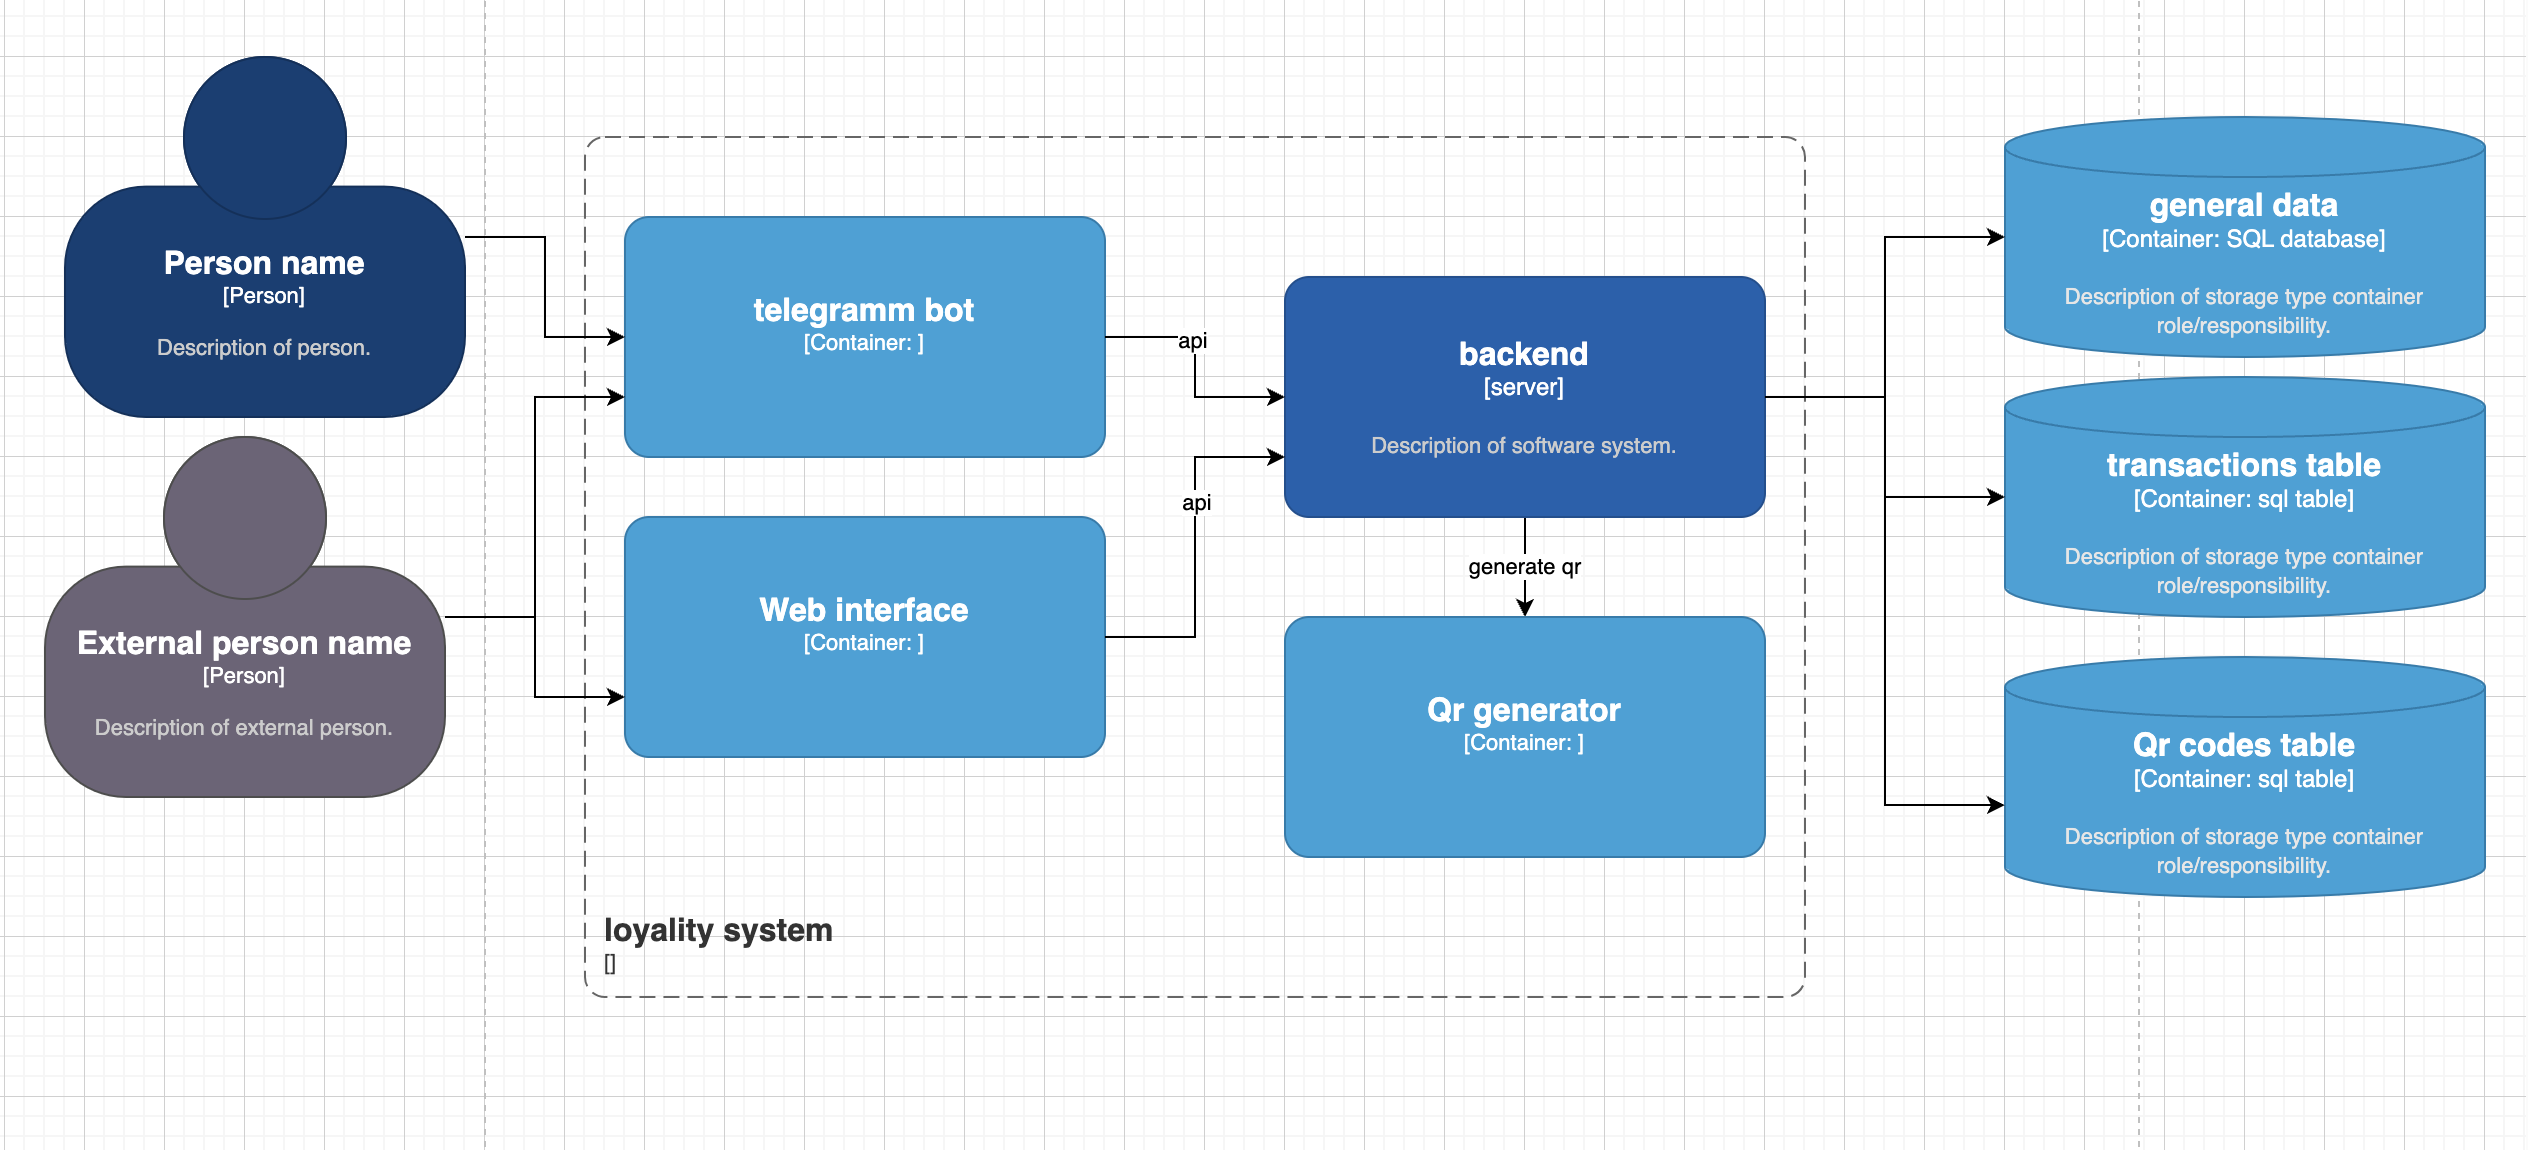 Person name
[Person]
Description of person.
External person name
[Person]
Description of external person.
telegramm bot
[Container: ]
Web interface
[Container: ]
api
api
backend
[server]
Description of software system.
generate qr
Qr generator
[Container: ]
loyality system
[]
general data
[Container: SQL database]
Description of storage type container
role/responsibility.
transactions table
[Container: sql table]
Description of storage type container
role/responsibility.
Qr codes table
[Container: sql table]
Description of storage type container
role/responsibility.